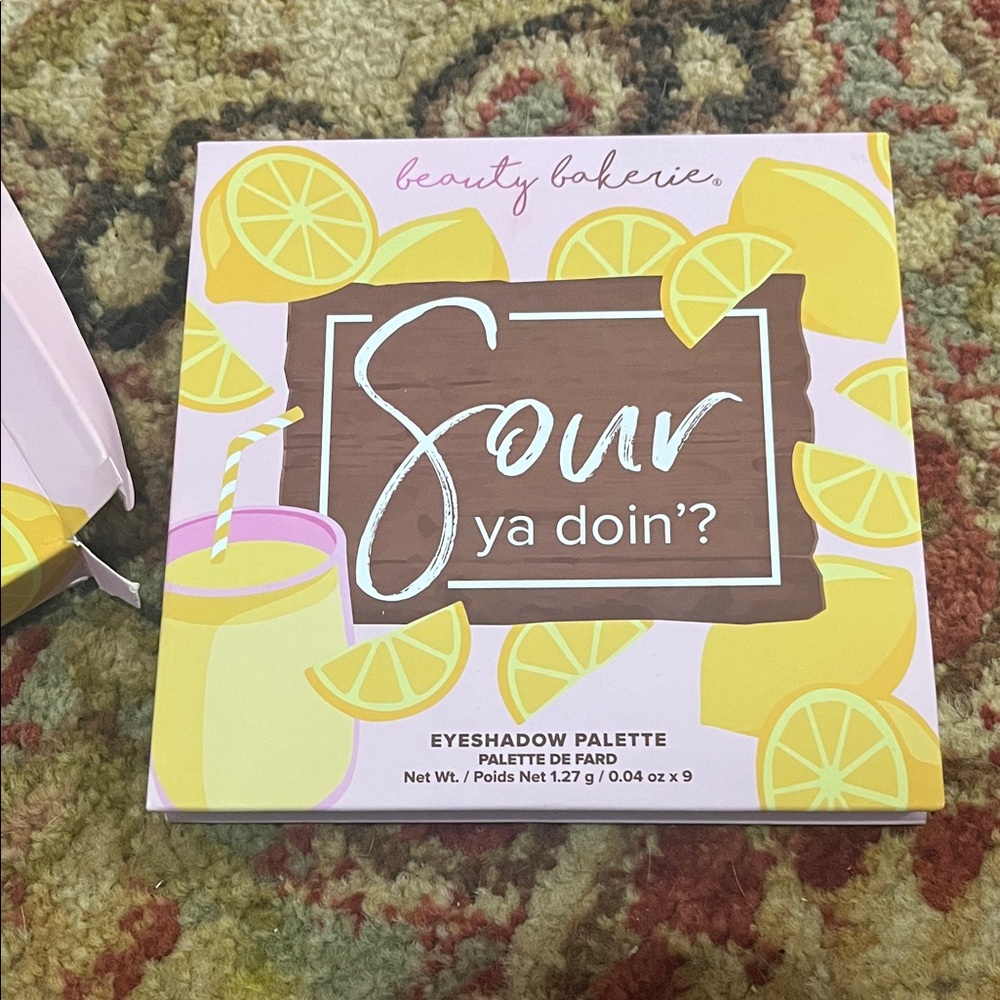 beauty bakerie®
Sour
ya doin'?
EYESHADOW PALETTE
PALETTE DE FARD
Net Wt. / Poids Net 1.27 g / 0.04 oz x 9